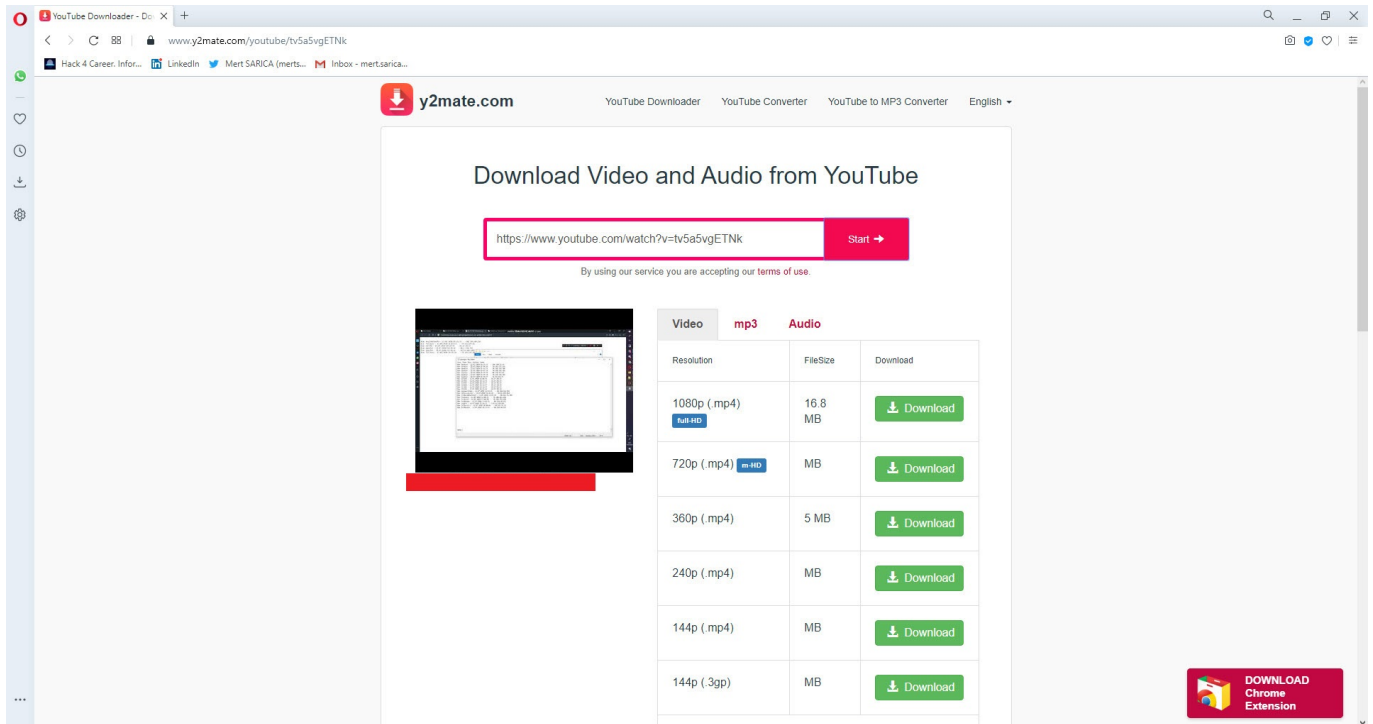 YouTube Downloader - Do
www.y2mate.com/youtube/tv5a5vgETNk
Hack 4 Career. Infor... LinkedIn Mert SARICA (merts... Inbox - mert.sarica...
y2mate.com YouTube Downloader YouTube Converter YouTube to MP3 Converter English
Download Video and Audio from YouTube
https://www.youtube.com/watch?v=tv5a5vgETNk Start
By using our service you are accepting our terms of use.
Video mp3 Audio
Resolution FileSize Download
1080p (.mp4) 16.8 Download
full-HD MB
720p (.mp4) m-HD MB Download
360p (.mp4) 5 MB Download
240p (.mp4) MB Download
144p (.mp4) MB Download
144p (.3gp) MB Download
DOWNLOAD
Chrome
Extension